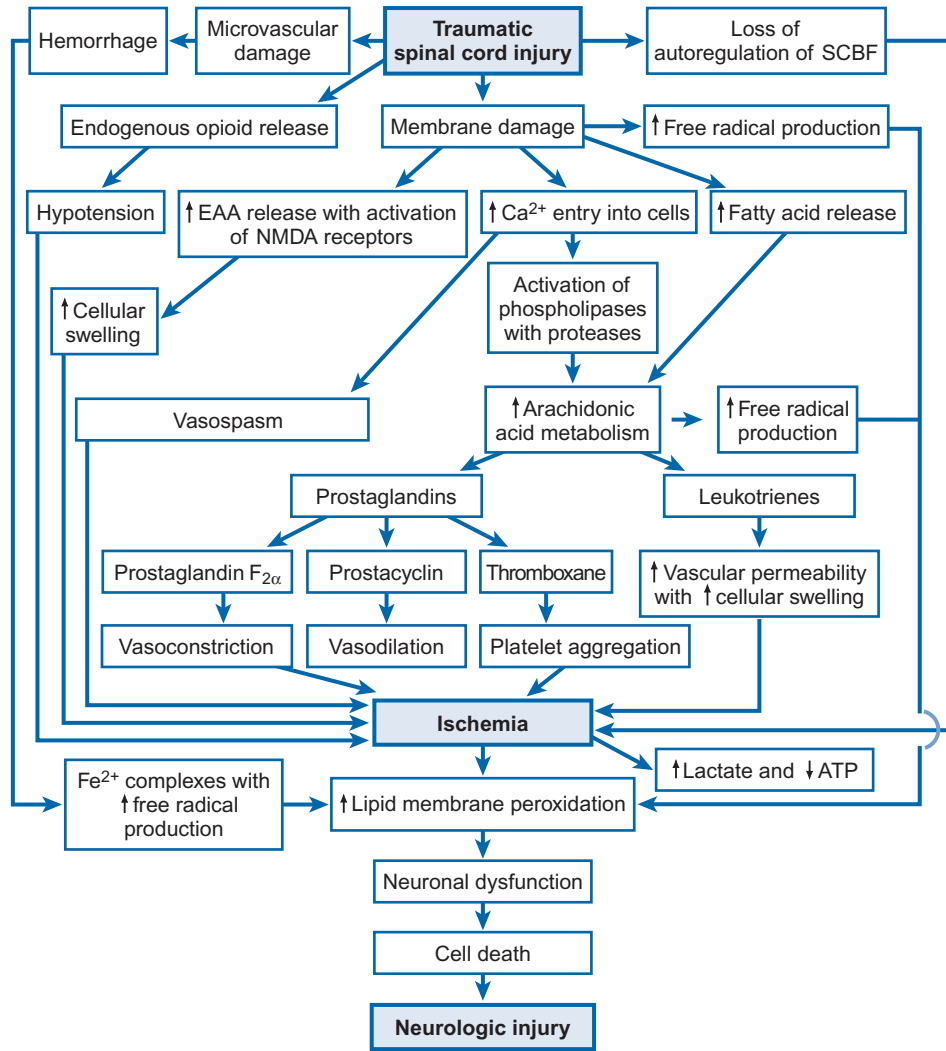 Hemorrhage
Microvascular
damage
Traumatic
spinal cord injury
Loss of
autoregulation of SCBF
Endogenous opioid release
Membrane damage
↑ Free radical production
Hypotension
↑ EAA release with activation
of NMDA receptors
↑ Ca²⁺ entry into cells
↑ Fatty acid release
↑ Cellular
swelling
Activation of
phospholipases
with proteases
Vasospasm
↑ Arachidonic
acid metabolism
↑ Free radical
production
Prostaglandins
Leukotrienes
Prostaglandin F₂α
Prostacyclin
Thromboxane
↑ Vascular permeability
with ↑ cellular swelling
Vasoconstriction
Vasodilation
Platelet aggregation
Ischemia
↑ Lactate and ↓ ATP
Fe²⁺ complexes with
↑ free radical
production
↑ Lipid membrane peroxidation
Neuronal dysfunction
Cell death
Neurologic injury